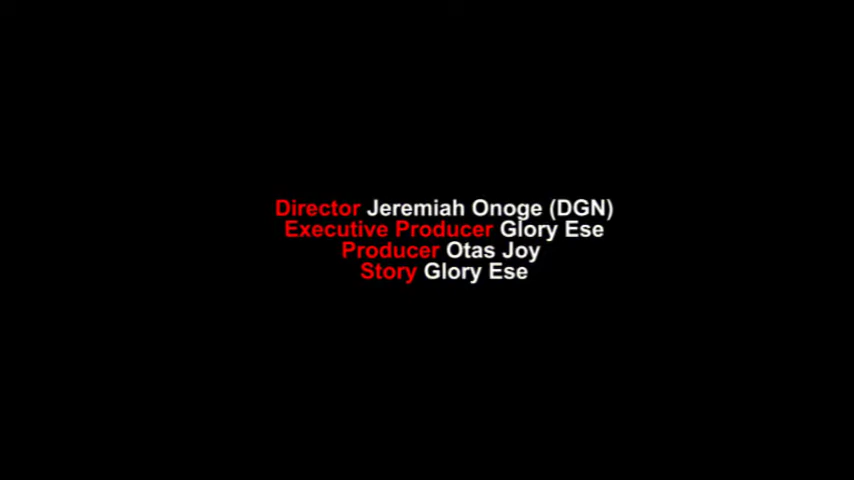 Director Jeremiah Onoge (DGN)
Executive Producer Glory Ese
Producer Otas Joy
Story Glory Ese